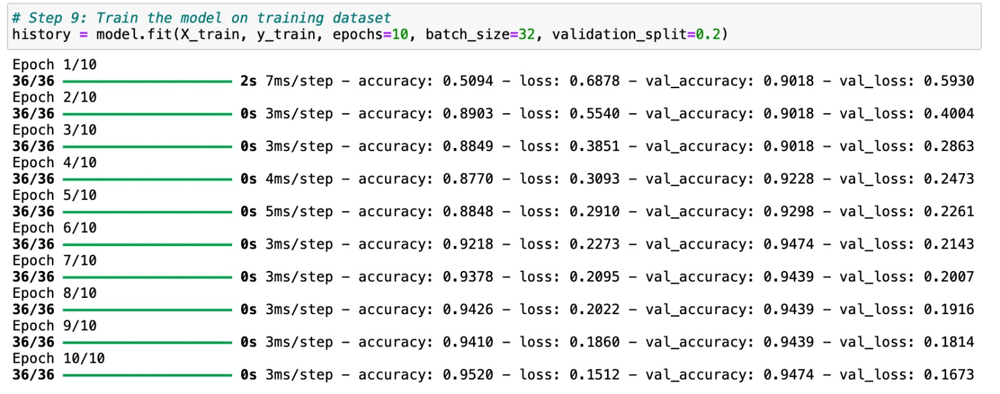 # Step 9: Train the model on training dataset
history = model.fit(X_train, y_train, epochs=10, batch_size=32, validation_split=0.2)
Epoch 1/10
36/36 2s 7ms/step - accuracy: 0.5094 - loss: 0.6878 - val_accuracy: 0.9018 - val_loss: 0.5930
Epoch 2/10
36/36 0s 3ms/step - accuracy: 0.8903 - loss: 0.5540 - val_accuracy: 0.9018 - val_loss: 0.4004
Epoch 3/10
36/36 0s 3ms/step - accuracy: 0.8849 - loss: 0.3851 - val_accuracy: 0.9018 - val_loss: 0.2863
Epoch 4/10
36/36 0s 4ms/step - accuracy: 0.8770 - loss: 0.3093 - val_accuracy: 0.9228 - val_loss: 0.2473
Epoch 5/10
36/36 0s 5ms/step - accuracy: 0.8848 - loss: 0.2910 - val_accuracy: 0.9298 - val_loss: 0.2261
Epoch 6/10
36/36 0s 3ms/step - accuracy: 0.9218 - loss: 0.2273 - val_accuracy: 0.9474 - val_loss: 0.2143
Epoch 7/10
36/36 0s 3ms/step - accuracy: 0.9378 - loss: 0.2095 - val_accuracy: 0.9439 - val_loss: 0.2007
Epoch 8/10
36/36 0s 3ms/step - accuracy: 0.9426 - loss: 0.2022 - val_accuracy: 0.9439 - val_loss: 0.1916
Epoch 9/10
36/36 0s 3ms/step - accuracy: 0.9410 - loss: 0.1860 - val_accuracy: 0.9439 - val_loss: 0.1814
Epoch 10/10
36/36 0s 3ms/step - accuracy: 0.9520 - loss: 0.1512 - val_accuracy: 0.9474 - val_loss: 0.1673